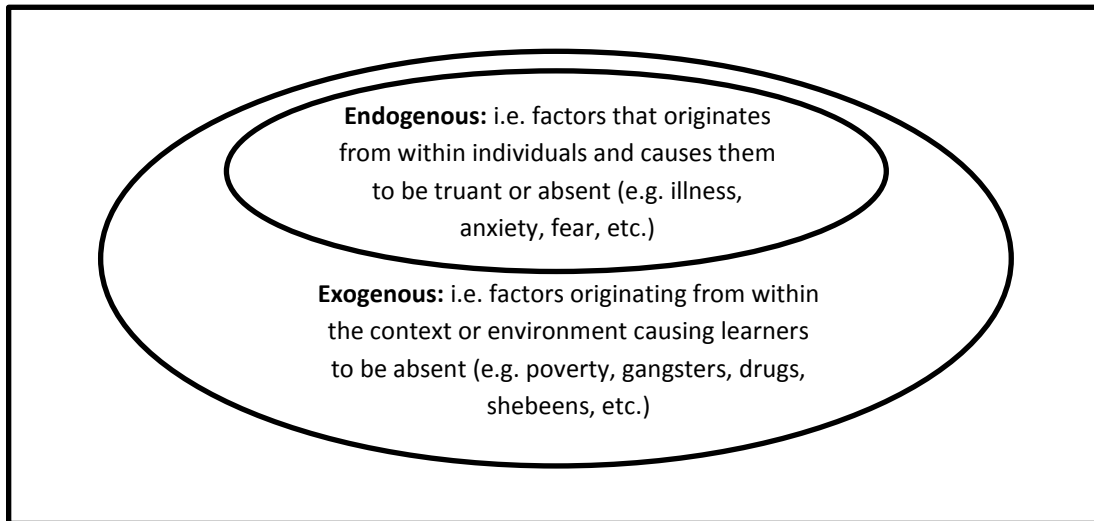 Endogenous: i.e. factors that originates
from within individuals and causes them
to be truant or absent (e.g. illness,
anxiety, fear, etc.)
Exogenous: i.e. factors originating from within
the context or environment causing learners
to be absent (e.g. poverty, gangsters, drugs,
shebeens, etc.)